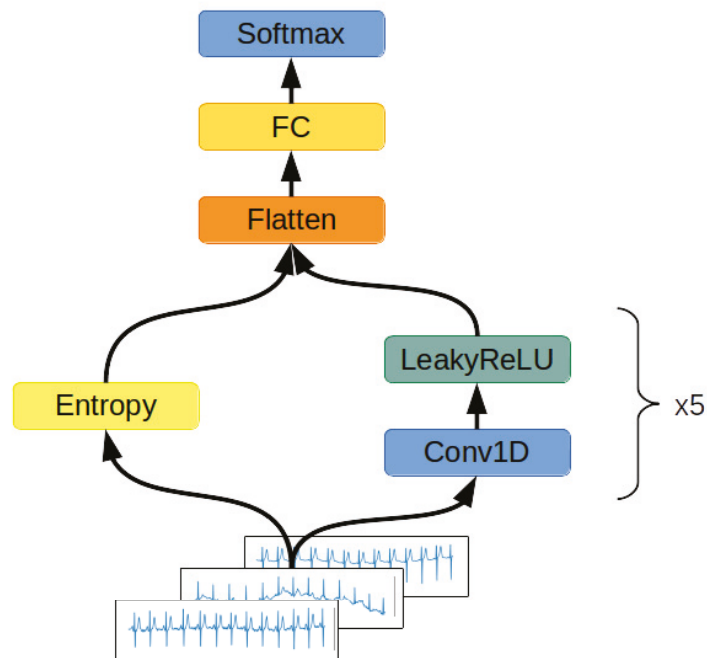 Softmax
FC
Flatten
LeakyReLU
Entropy
x5
Conv1D